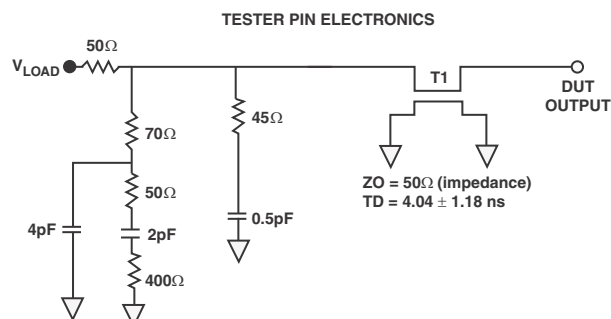 TESTER PIN ELECTRONICS
50Ω
VLOAD
T1
DUT
OUTPUT
70Ω
45Ω
50Ω
4pF
2pF
0.5pF
400Ω
ZO = 50Ω (impedance)
TD = 4.04 ± 1.18 ns